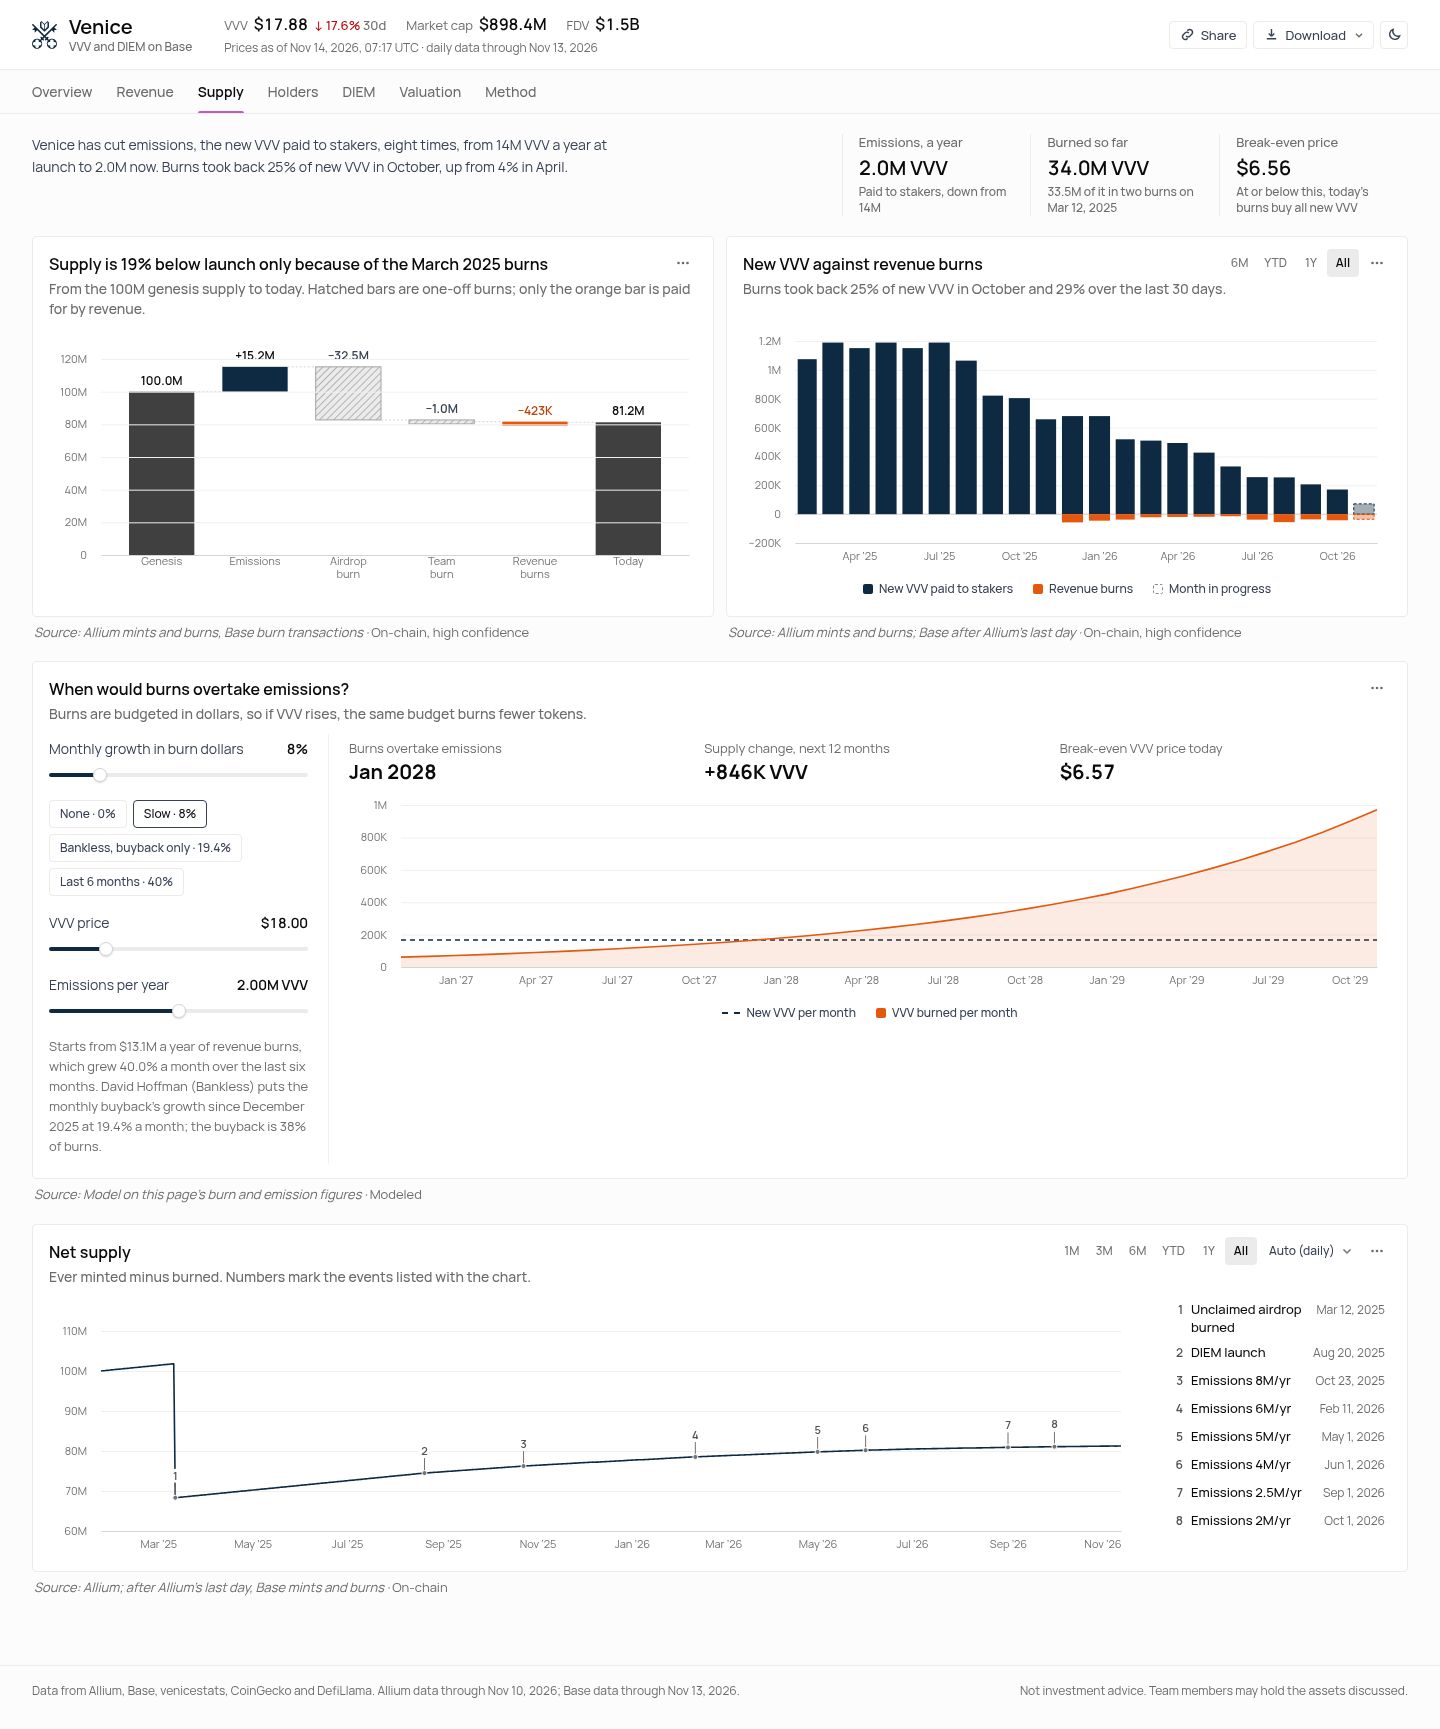 Venice
VVV and DIEM on Base
VVV $17.88 ↓ 17.6% 30d Market cap $898.4M FDV $1.5B
Prices as of Nov 14, 2026, 07:17 UTC · daily data through Nov 13, 2026
Share
Download
Overview Revenue Supply Holders DIEM Valuation Method
Venice has cut emissions, the new VVV paid to stakers, eight times, from 14M VVV a year at
launch to 2.0M now. Burns took back 25% of new VVV in October, up from 4% in April.
Emissions, a year
2.0M VVV
Paid to stakers, down from
14M
Burned so far
34.0M VVV
33.5M of it in two burns on
Mar 12, 2025
Break-even price
$6.56
At or below this, today's
burns buy all new VVV
Supply is 19% below launch only because of the March 2025 burns
From the 100M genesis supply to today. Hatched bars are one-off burns; only the orange bar is paid
for by revenue.
120M
100M
80M
60M
40M
20M
0
100.0M
+15.2M
−32.5M
−1.0M
−423K
81.2M
Genesis
Emissions
Airdrop
burn
Team
burn
Revenue
burns
Today
Source: Allium mints and burns, Base burn transactions · On-chain, high confidence
New VVV against revenue burns
6M YTD 1Y All
Burns took back 25% of new VVV in October and 29% over the last 30 days.
1.2M
1M
800K
600K
400K
200K
0
−200K
Apr '25 Jul '25 Oct '25 Jan '26 Apr '26 Jul '26 Oct '26
New VVV paid to stakers Revenue burns Month in progress
Source: Allium mints and burns; Base after Allium's last day · On-chain, high confidence
When would burns overtake emissions?
Burns are budgeted in dollars, so if VVV rises, the same budget burns fewer tokens.
Monthly growth in burn dollars 8%
None · 0%
Slow · 8%
Bankless, buyback only · 19.4%
Last 6 months · 40%
VVV price $18.00
Emissions per year 2.00M VVV
Starts from $13.1M a year of revenue burns,
which grew 40.0% a month over the last six
months. David Hoffman (Bankless) puts the
monthly buyback's growth since December
2025 at 19.4% a month; the buyback is 38%
of burns.
Burns overtake emissions
Jan 2028
Supply change, next 12 months
+846K VVV
Break-even VVV price today
$6.57
1M
800K
600K
400K
200K
0
Jan '27 Apr '27 Jul '27 Oct '27 Jan '28 Apr '28 Jul '28 Oct '28 Jan '29 Apr '29 Jul '29 Oct '29
New VVV per month VVV burned per month
Source: Model on this page's burn and emission figures · Modeled
Net supply
1M 3M 6M YTD 1Y All Auto (daily)
Ever minted minus burned. Numbers mark the events listed with the chart.
110M
100M
90M
80M
70M
60M
1
2
3
4
5
6
7
8
Mar '25 May '25 Jul '25 Sep '25 Nov '25 Jan '26 Mar '26 May '26 Jul '26 Sep '26 Nov '26
1 Unclaimed airdrop Mar 12, 2025
burned
2 DIEM launch Aug 20, 2025
3 Emissions 8M/yr Oct 23, 2025
4 Emissions 6M/yr Feb 11, 2026
5 Emissions 5M/yr May 1, 2026
6 Emissions 4M/yr Jun 1, 2026
7 Emissions 2.5M/yr Sep 1, 2026
8 Emissions 2M/yr Oct 1, 2026
Source: Allium; after Allium's last day, Base mints and burns · On-chain
Data from Allium, Base, venicestats, CoinGecko and DefiLlama. Allium data through Nov 10, 2026; Base data through Nov 13, 2026.
Not investment advice. Team members may hold the assets discussed.